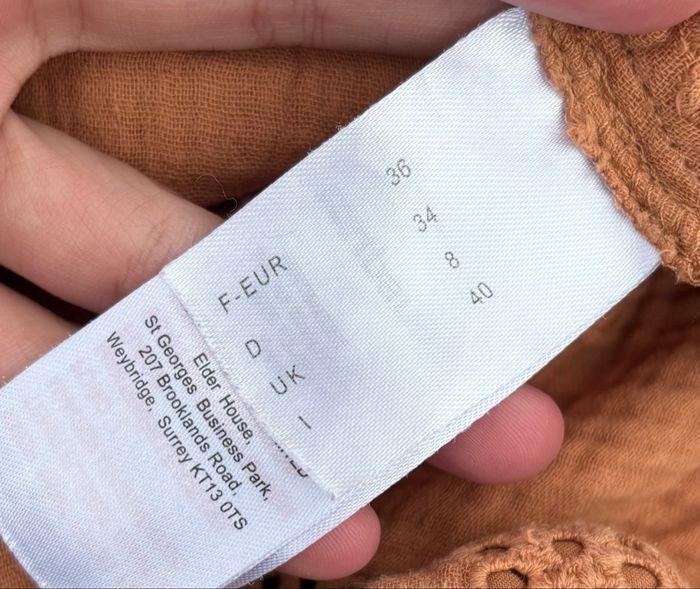 F-EUR 36
D 34
UK 8
I 40
Elder House,
St Georges Business Park,
207 Brooklands Road,
Weybridge, Surrey KT13 0TS